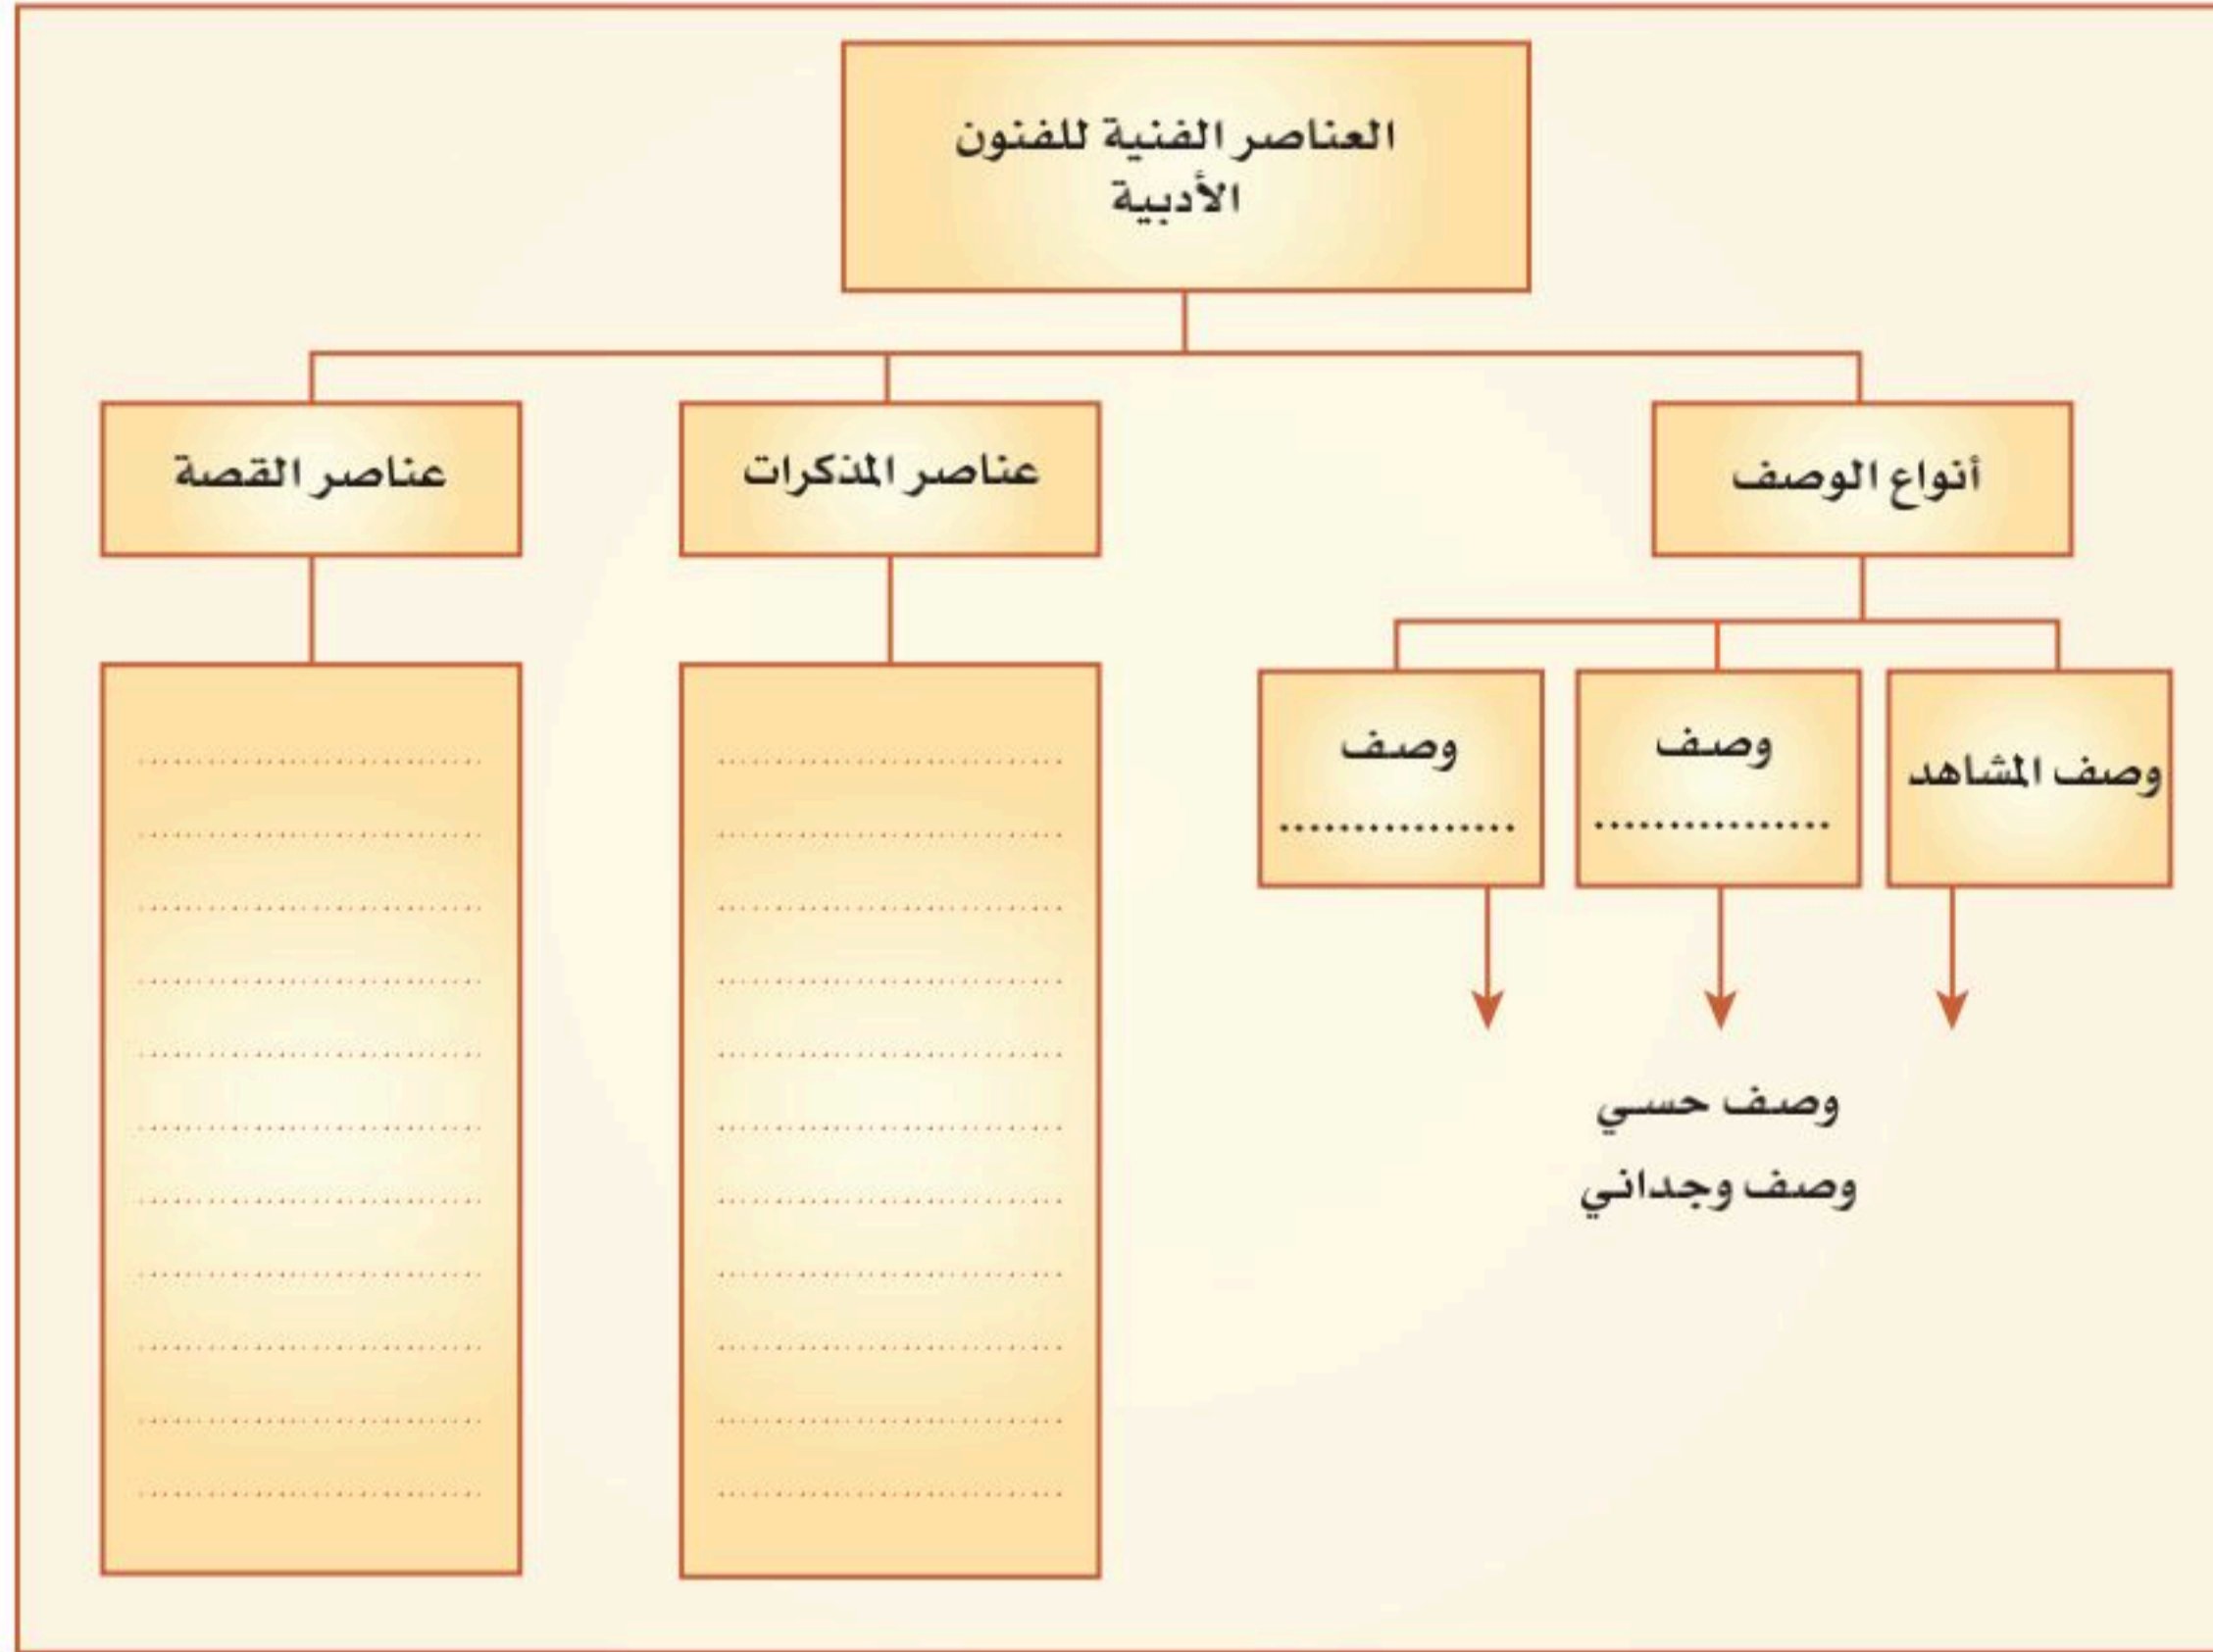 العناصر الفنية للفنون
الأدبية
أنواع الوصف
عناصر المذكرات
عناصر القصة
وصف المشاهد
وصف
................
وصف
................
وصف حسي
وصف وجداني